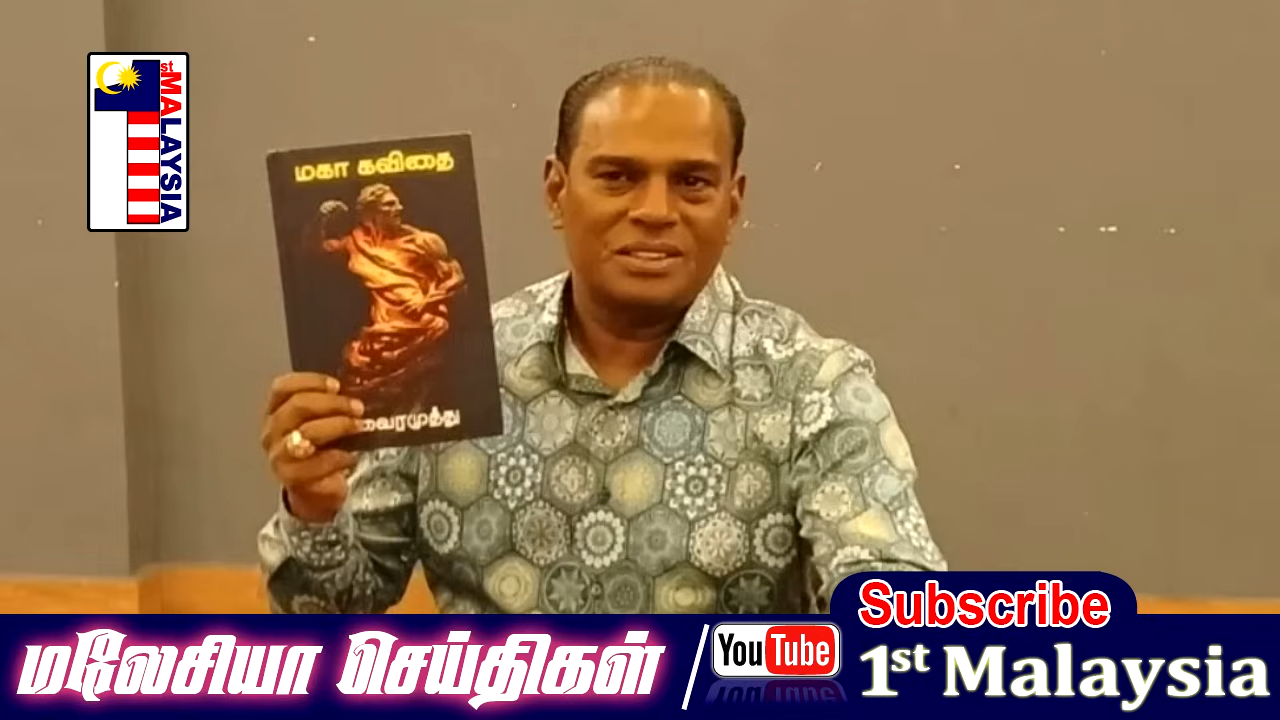 1st MALAYSIA
மகா கவிதை
வைரமுத்து
மலேசியா செய்திகள்
YouTube
Subscribe
1st Malaysia